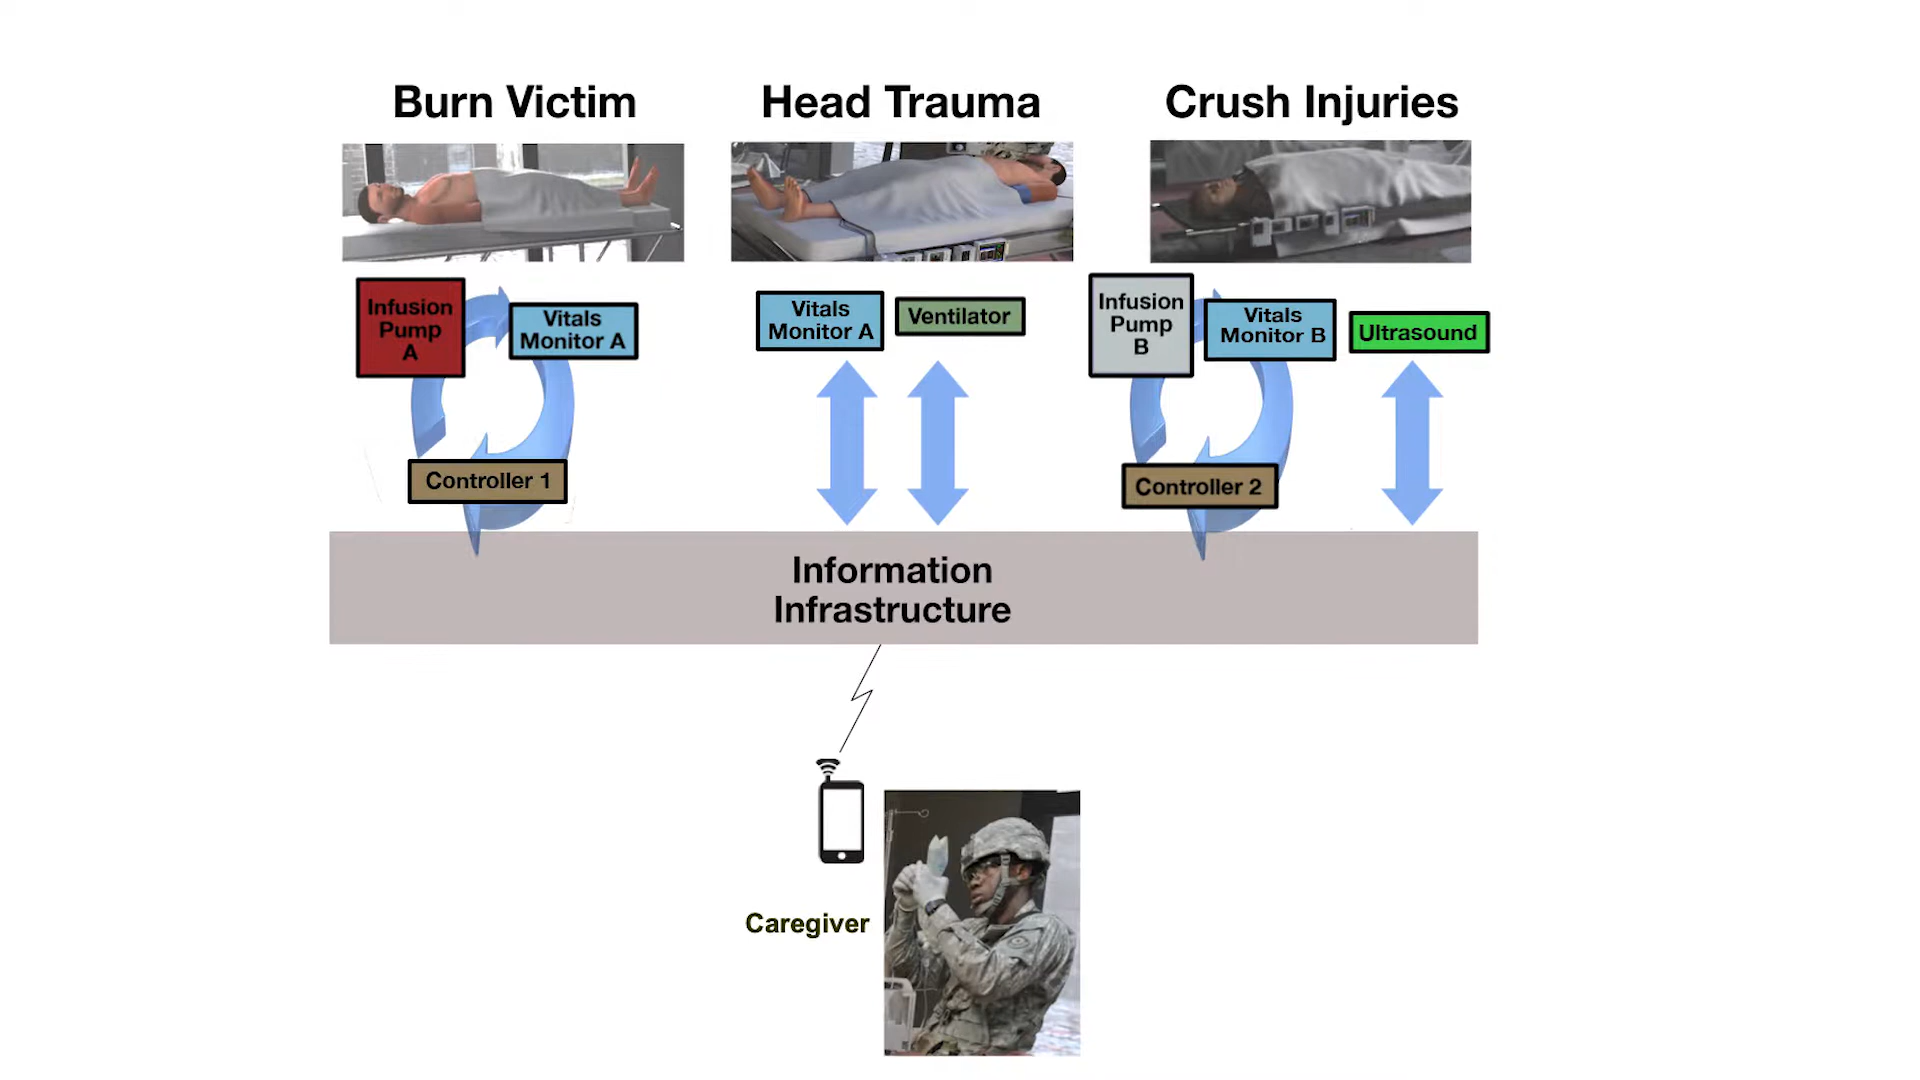 Burn Victim
Head Trauma
Crush Injuries
Infusion
Pump
A
Vitals
Monitor A
Vitals
Monitor A
Ventilator
Infusion
Pump
B
Vitals
Monitor B
Ultrasound
Controller 1
Controller 2
Information
Infrastructure
Caregiver